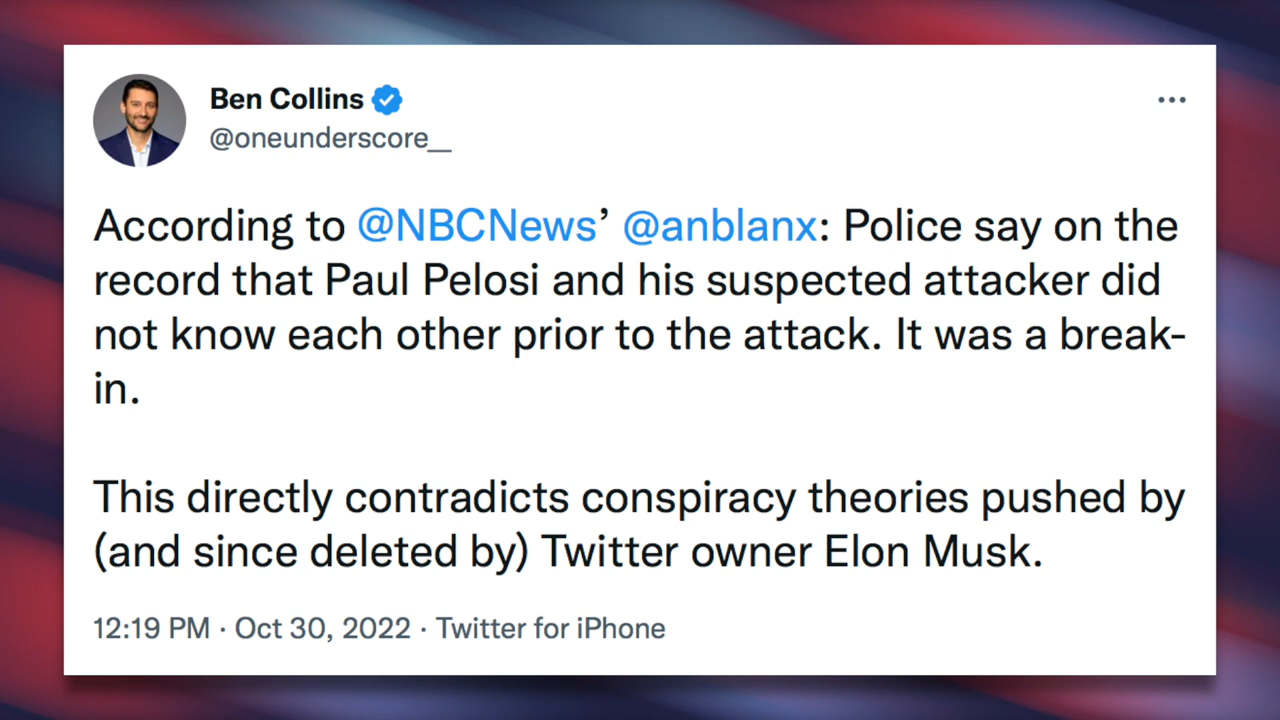 Ben Collins
@oneunderscore__
According to @NBCNews’ @anblanx: Police say on the
record that Paul Pelosi and his suspected attacker did
not know each other prior to the attack. It was a break-
in.
This directly contradicts conspiracy theories pushed by
(and since deleted by) Twitter owner Elon Musk.
12:19 PM · Oct 30, 2022 · Twitter for iPhone